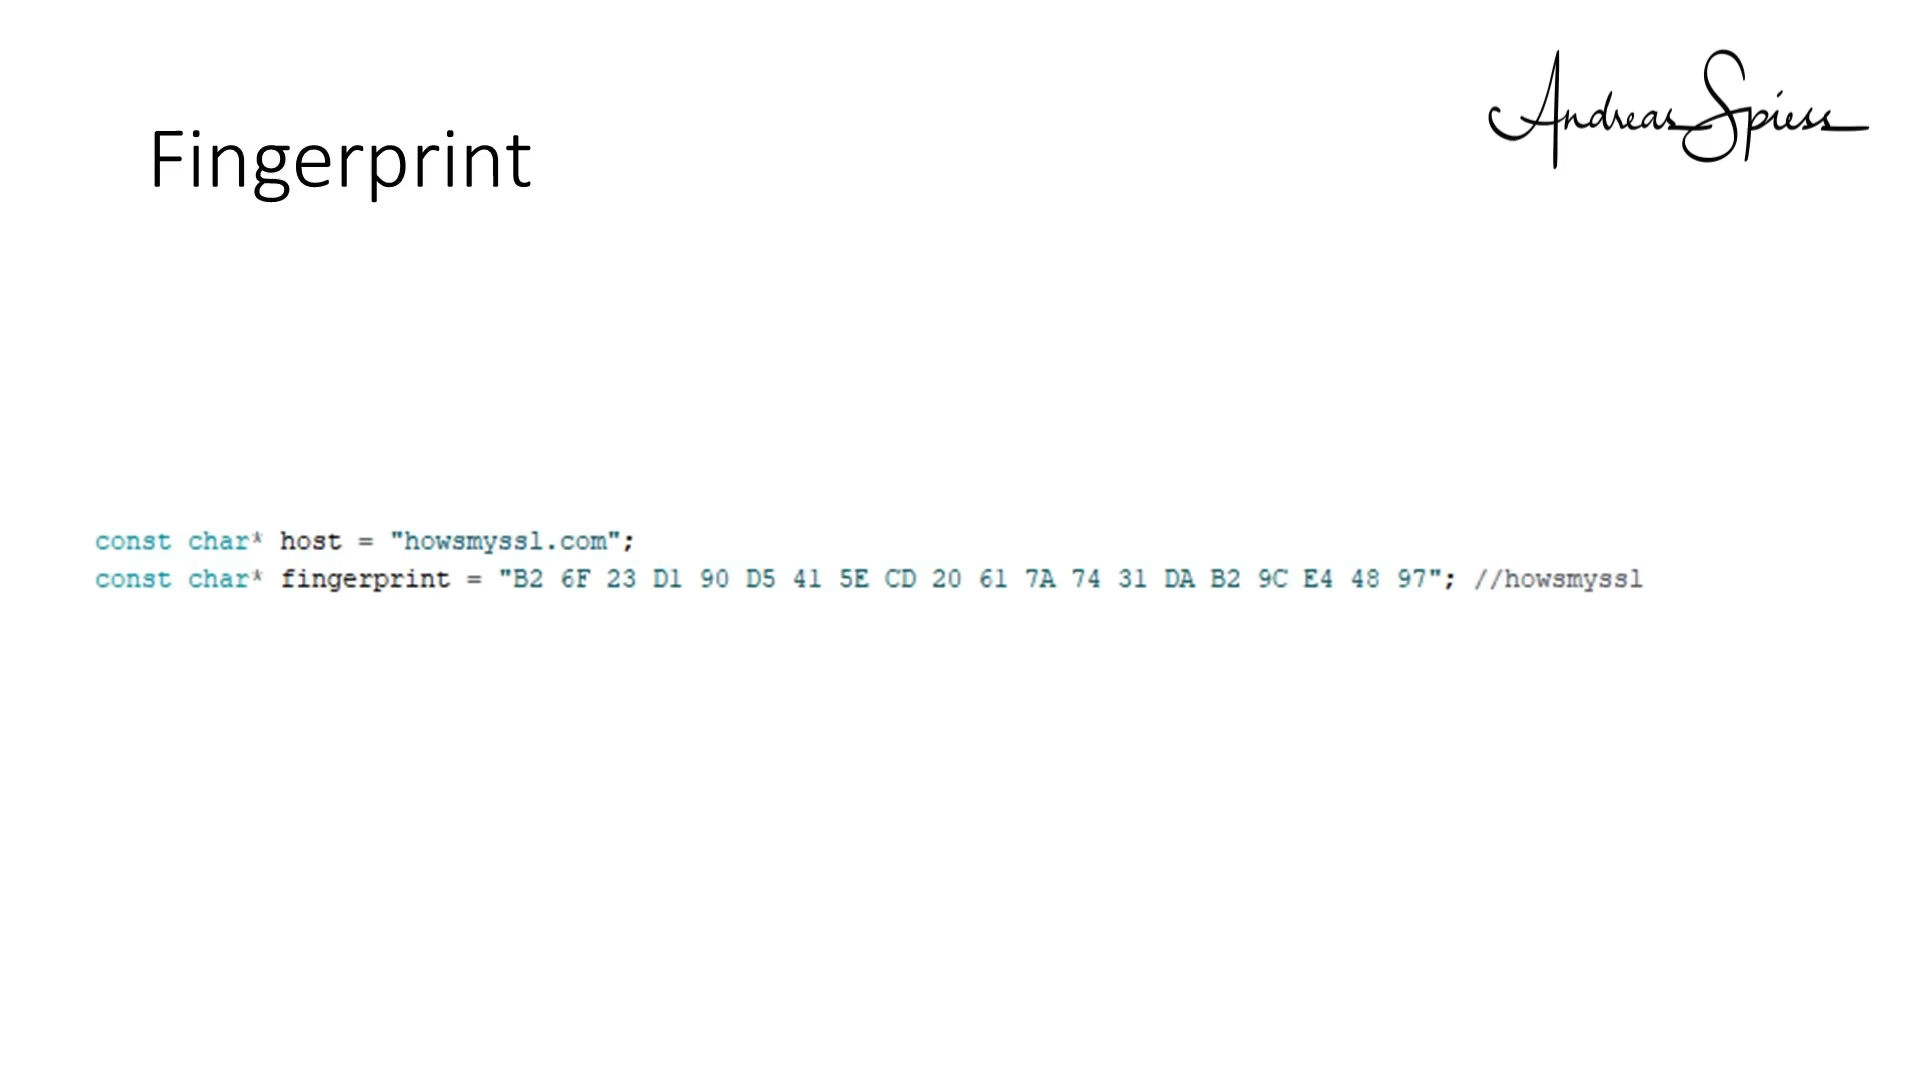 Andreas Spiess
Fingerprint
const char* host = "howsmyssl.com";
const char* fingerprint = "B2 6F 23 D1 90 D5 41 5E CD 20 61 7A 74 31 DA B2 9C E4 48 97"; //howsmyssl